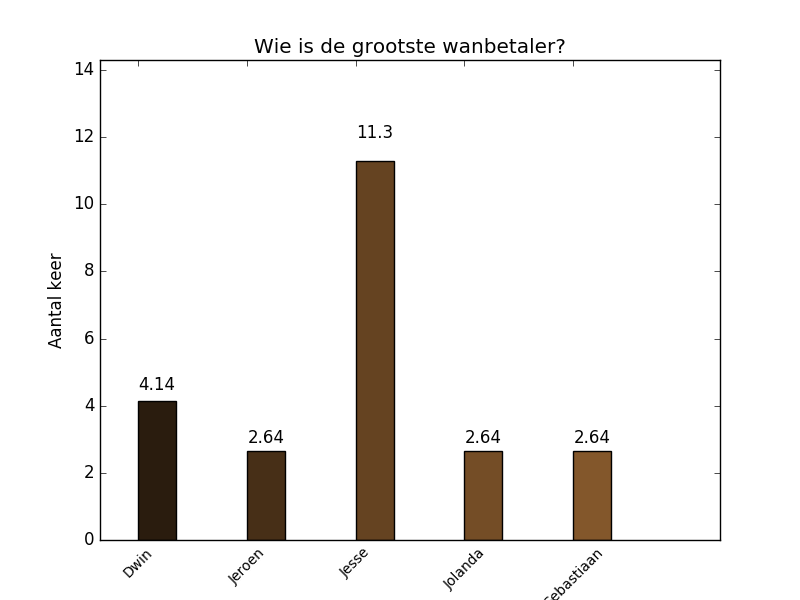 Wie is de grootste wanbetaler?
Aantal keer
14
12
10
8
6
4
2
0
4.14
2.64
11.3
2.64
2.64
Dwin
Jeroen
Jesse
Jolanda
Sebastiaan